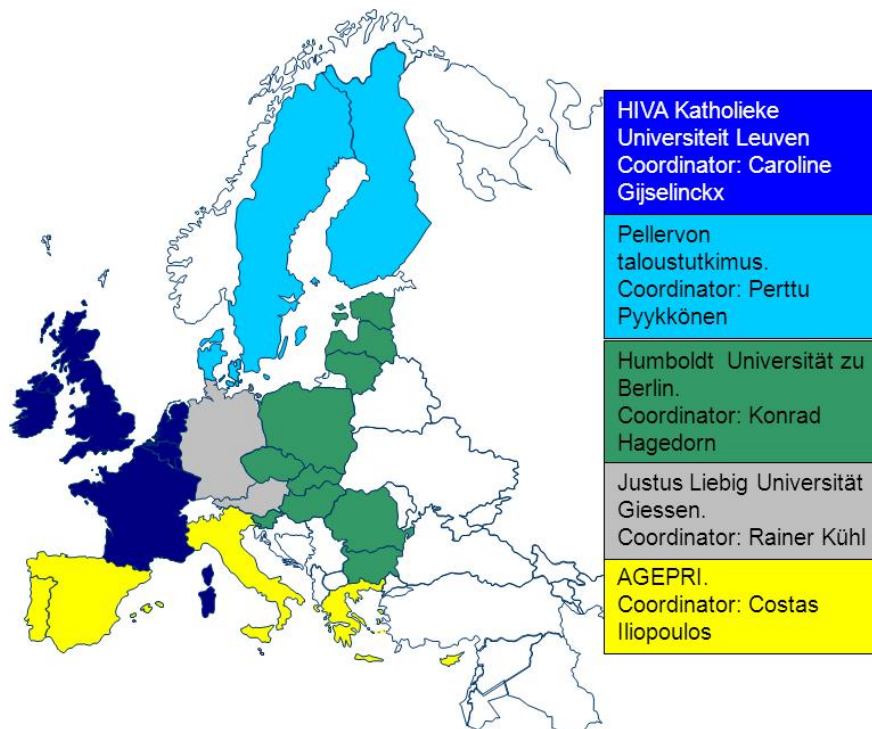 HIVA Katholieke
Universiteit Leuven
Coordinator: Caroline
Gijselinckx
Pellervon
taloustutkimus.
Coordinator: Perttu
Pyykkönen
Humboldt Universität zu
Berlin.
Coordinator: Konrad
Hagedorn
Justus Liebig Universität
Giessen.
Coordinator: Rainer Kühl
AGEPRI.
Coordinator: Costas
Iliopoulos